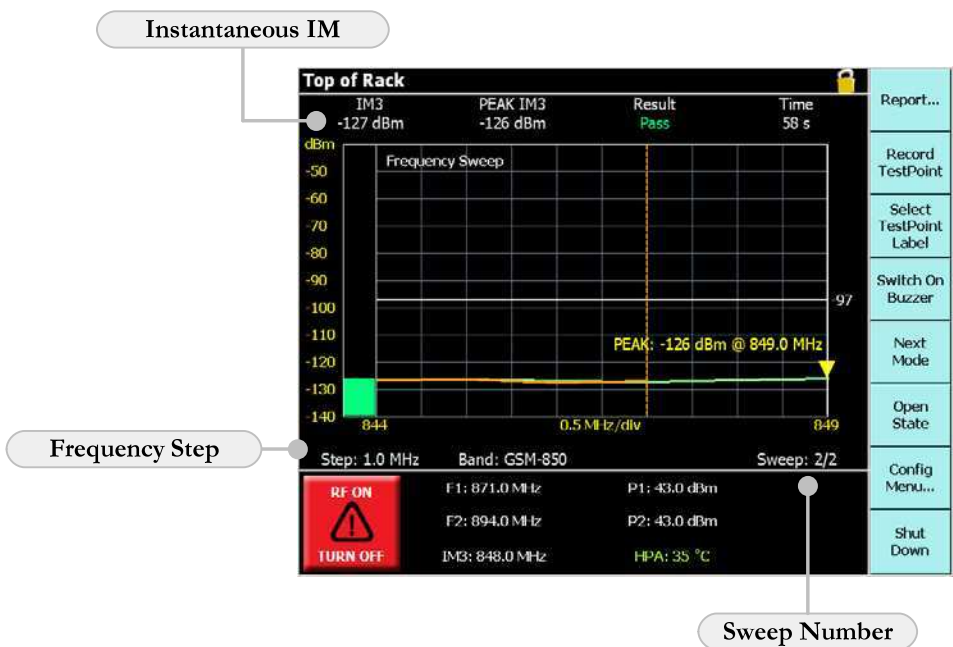 Instantaneous IM
Top of Rack
IM3 PEAK IM3 Result Time
-127 dBm -126 dBm Pass 58 s
dBm
Frequency Sweep
-50
-60
-70
-80
-90
-100
-110
-120
-130
-140
-97
PEAK: -126 dBm @ 849.0 MHz
844 0.5 MHz/div 849
Frequency Step
Step: 1.0 MHz Band: GSM-850 Sweep: 2/2
RF ON
TURN OFF
F1: 871.0 MHz P1: 43.0 dBm
F2: 894.0 MHz P2: 43.0 dBm
IM3: 848.0 MHz HPA: 35 °C
Report...
Record
TestPoint
Select
TestPoint
Label
Switch On
Buzzer
Next
Mode
Open
State
Config
Menu...
Shut
Down
Sweep Number